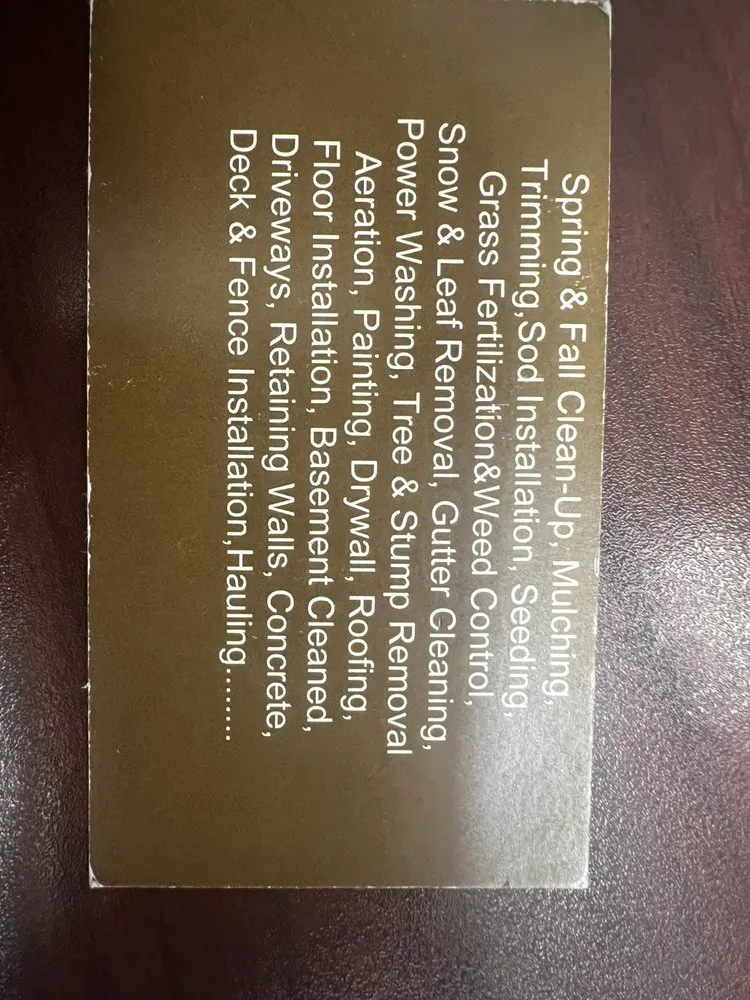 Spring & Fall Clean-Up, Mulching,
Trimming,Sod Installation, Seeding,
Grass Fertilization&Weed Control,
Snow & Leaf Removal, Gutter Cleaning,
Power Washing, Tree & Stump Removal
Aeration, Painting, Drywall, Roofing,
Floor Installation, Basement Cleaned,
Driveways, Retaining Walls, Concrete,
Deck & Fence Installation,Hauling........